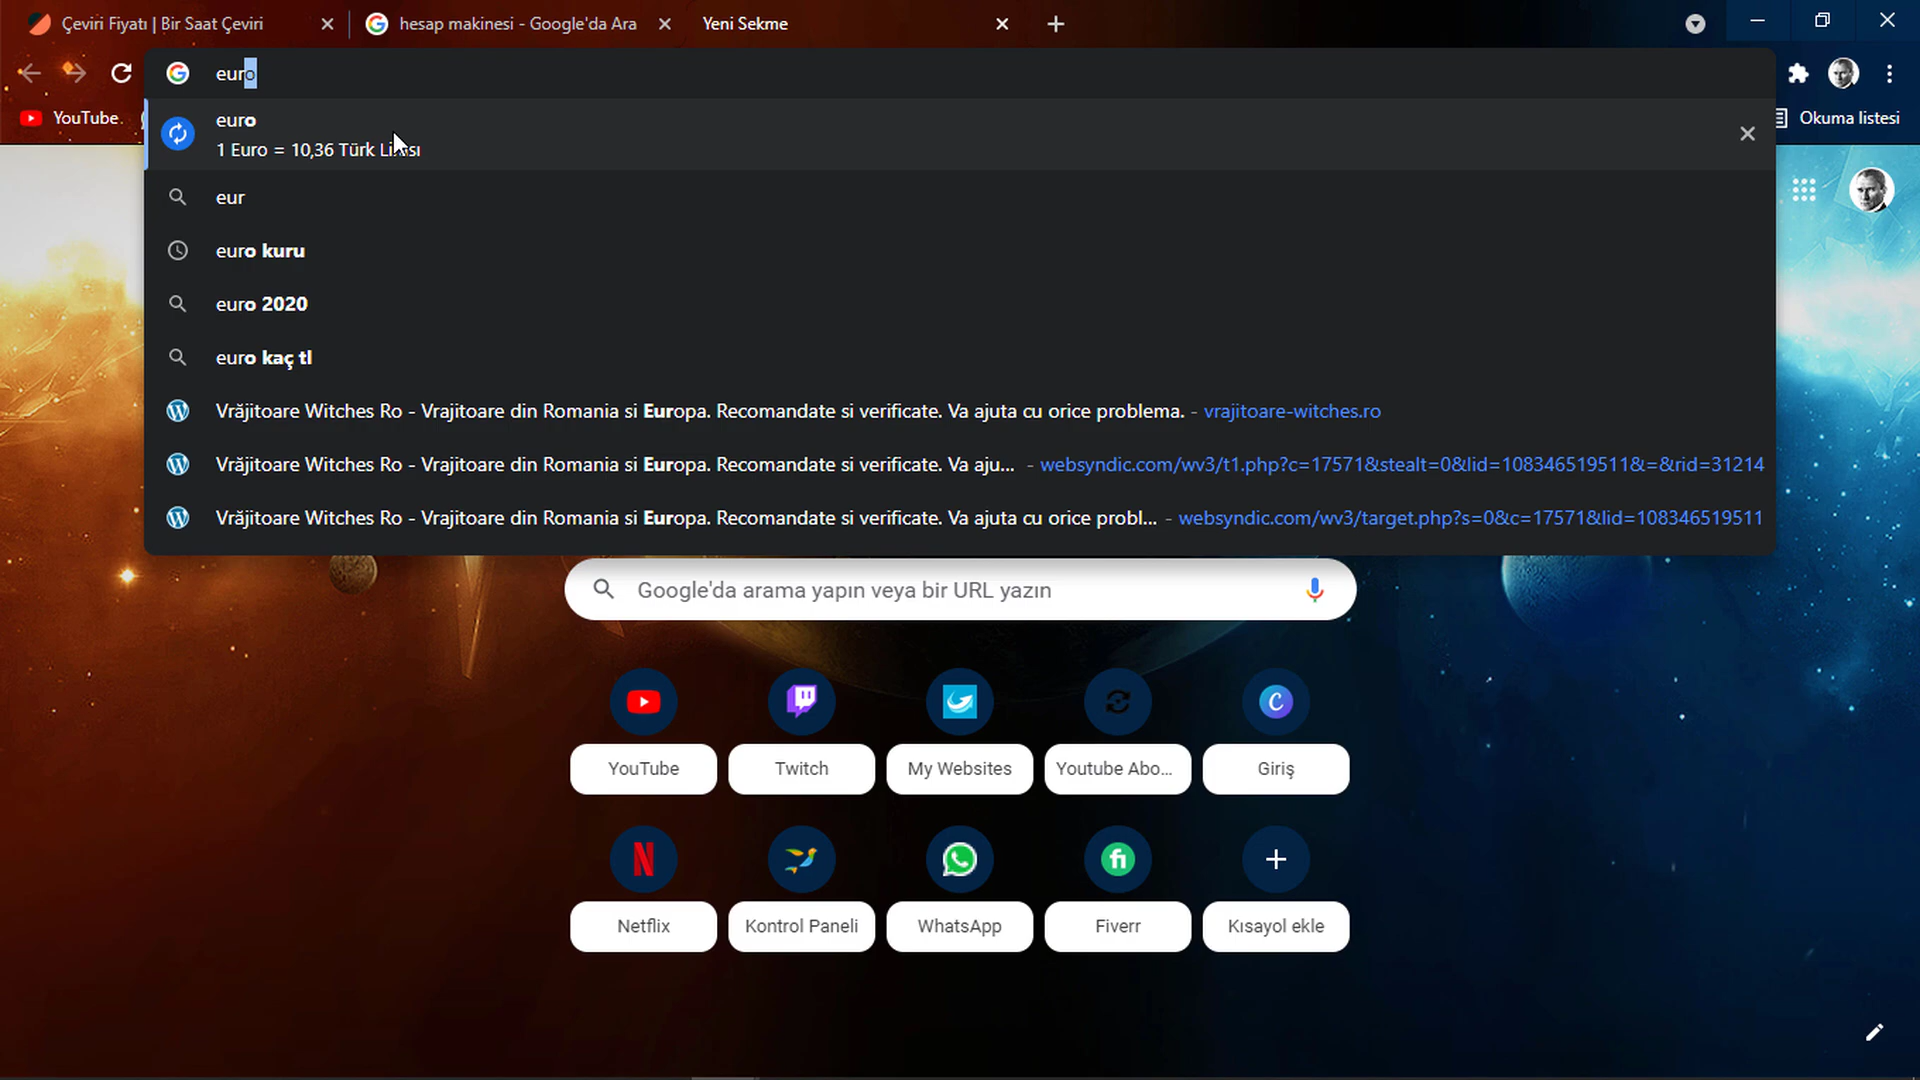 Çeviri Fiyatı | Bir Saat Çeviri
hesap makinesi - Google'da Ara
Yeni Sekme
euro
YouTube
Okuma listesi
euro
1 Euro = 10,36 Türk Lirası
eur
euro kuru
euro 2020
euro kaç tl
Vrăjitoare Witches Ro - Vrajitoare din Romania si Europa. Recomandate si verificate. Va ajuta cu orice problema. - vrajitoare-witches.ro
Vrăjitoare Witches Ro - Vrajitoare din Romania si Europa. Recomandate si verificate. Va aju... - websyndic.com/wv3/t1.php?c=17571&stealt=0&lid=108346519511&=&rid=31214
Vrăjitoare Witches Ro - Vrajitoare din Romania si Europa. Recomandate si verificate. Va ajuta cu orice probl... - websyndic.com/wv3/target.php?s=0&c=17571&lid=108346519511
Google'da arama yapın veya bir URL yazın
YouTube
Twitch
My Websites
Youtube Abo...
Giriş
Netflix
Kontrol Paneli
WhatsApp
Fiverr
Kısayol ekle